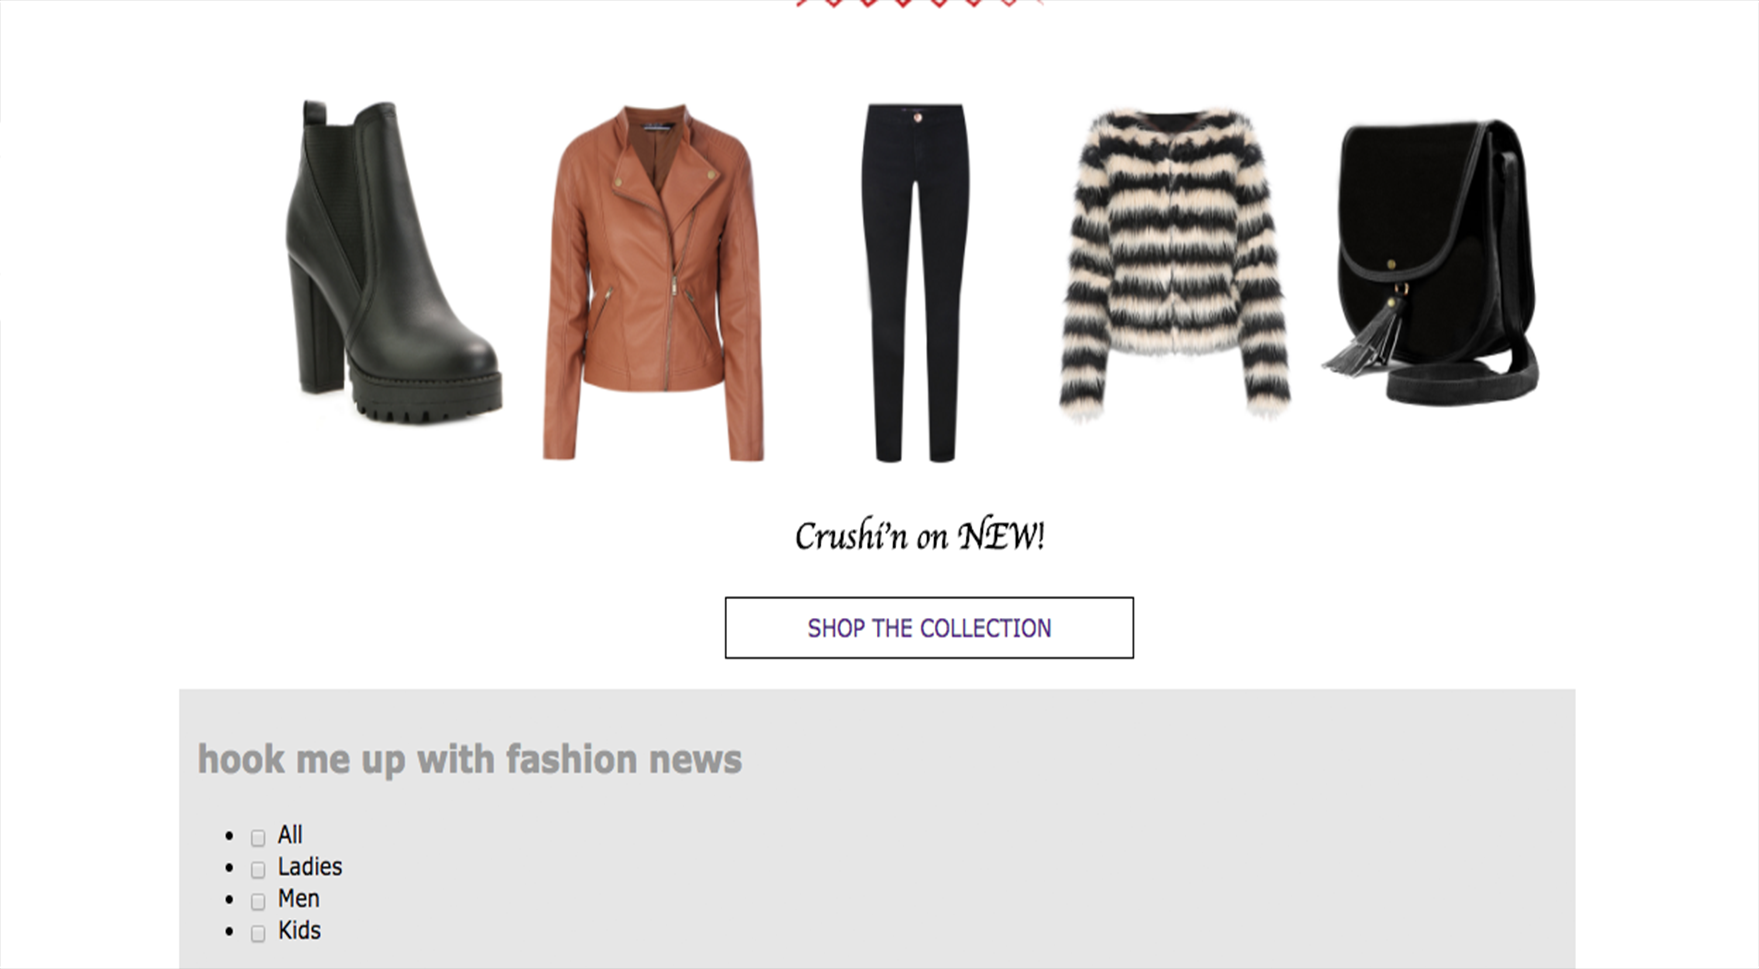 Crushi'n on NEW!
SHOP THE COLLECTION
hook me up with fashion news
All
Ladies
Men
Kids